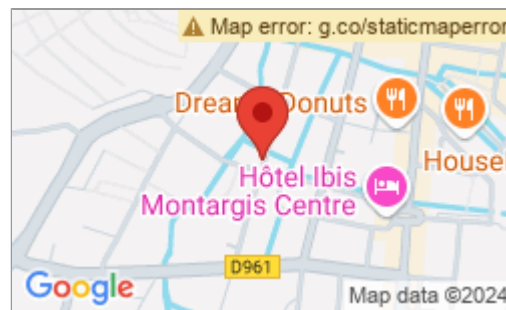 Map error: g.co/staticmaperror
Dream Donuts
House
Hôtel Ibis
Montargis Centre
D961
Google
Map data ©2024